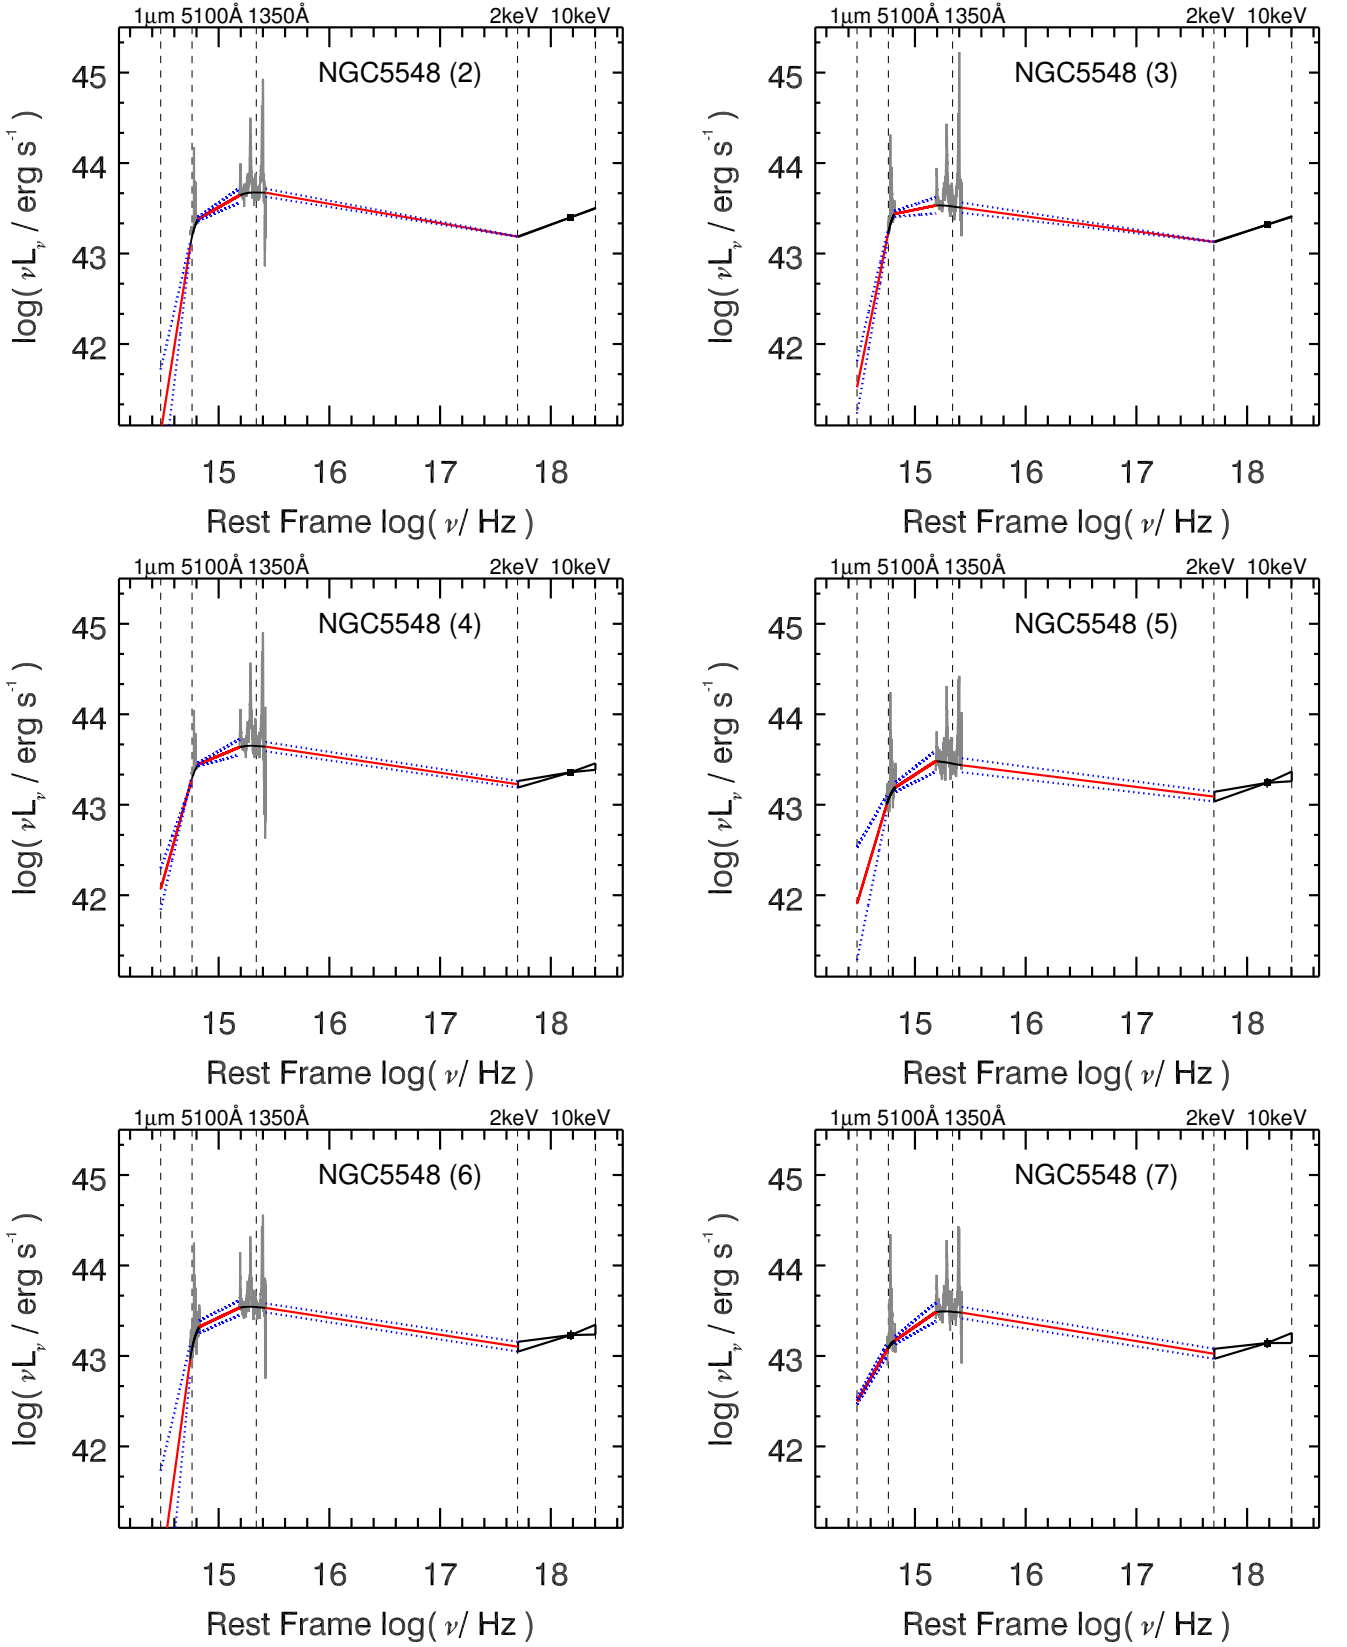 1μm 5100Å 1350Å 2keV 10keV
NGC5548 (2)
45
44
43
42
log( νLν / erg s-1 )
15 16 17 18
Rest Frame log( ν/ Hz )
1μm 5100Å 1350Å 2keV 10keV
NGC5548 (3)
45
44
43
42
log( νLν / erg s-1 )
15 16 17 18
Rest Frame log( ν/ Hz )
1μm 5100Å 1350Å 2keV 10keV
NGC5548 (4)
45
44
43
42
log( νLν / erg s-1 )
15 16 17 18
Rest Frame log( ν/ Hz )
1μm 5100Å 1350Å 2keV 10keV
NGC5548 (5)
45
44
43
42
log( νLν / erg s-1 )
15 16 17 18
Rest Frame log( ν/ Hz )
1μm 5100Å 1350Å 2keV 10keV
NGC5548 (6)
45
44
43
42
log( νLν / erg s-1 )
15 16 17 18
Rest Frame log( ν/ Hz )
1μm 5100Å 1350Å 2keV 10keV
NGC5548 (7)
45
44
43
42
log( νLν / erg s-1 )
15 16 17 18
Rest Frame log( ν/ Hz )